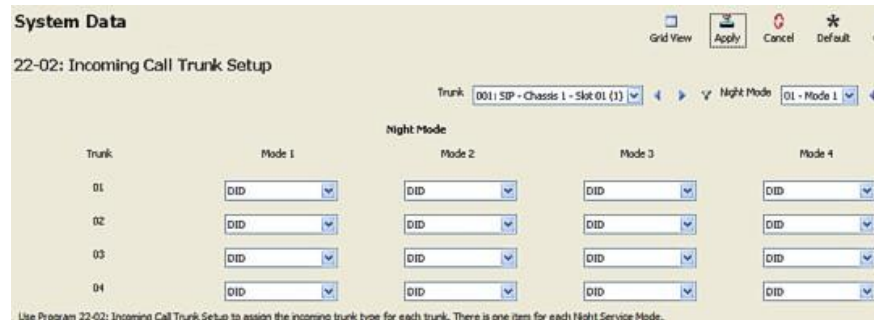 System Data
Grid View Apply Cancel Default
22-02: Incoming Call Trunk Setup
Trunk 001: SIP - Chassis 1 - Slot 01 (1) Night Mode 01 - Mode 1
Night Mode
Trunk Mode 1 Mode 2 Mode 3 Mode 4
01 DID DID DID DID
02 DID DID DID DID
03 DID DID DID DID
04 DID DID DID DID
Use Program 22-02: Incoming Call Trunk Setup to assign the incoming trunk type for each trunk. There is one item for each Night Service Mode.